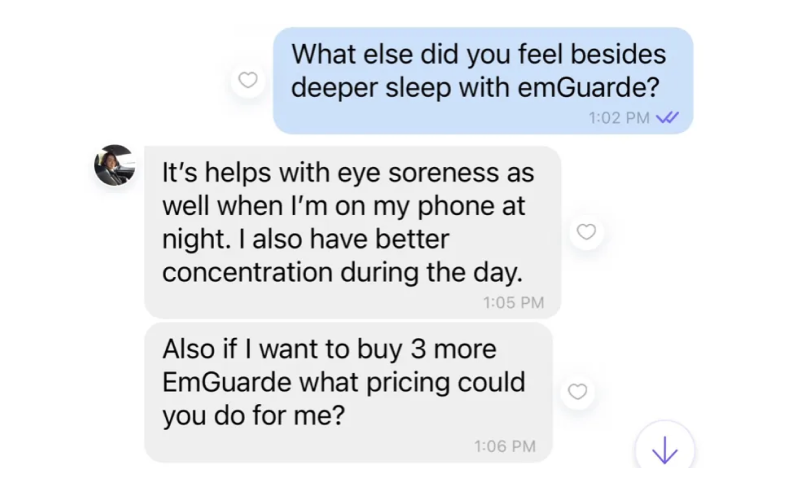 What else did you feel besides
deeper sleep with emGuarde?
1:02 PM
It's helps with eye soreness as
well when I'm on my phone at
night. I also have better
concentration during the day.
1:05 PM
Also if I want to buy 3 more
EmGuarde what pricing could
you do for me?
1:06 PM